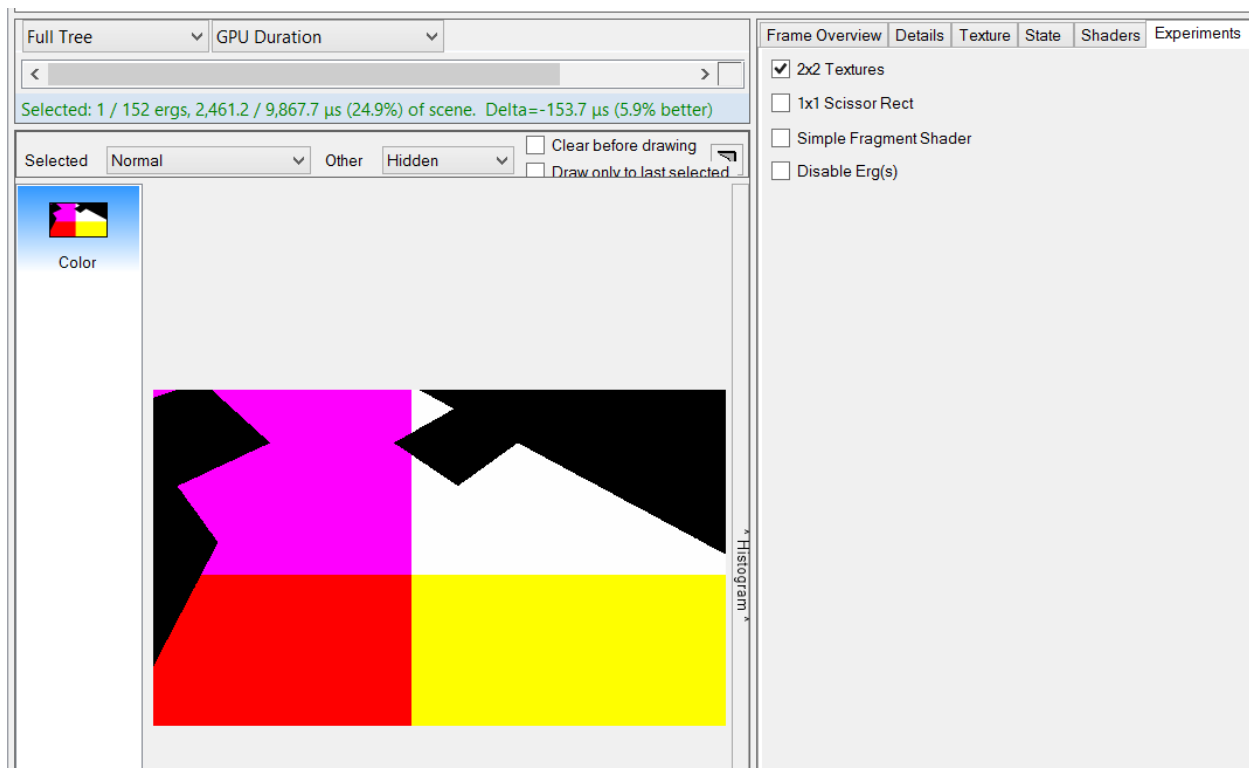 Full Tree GPU Duration
Selected: 1 / 152 ergs, 2,461.2 / 9,867.7 µs (24.9%) of scene. Delta=-153.7 µs (5.9% better)
Selected Normal Other Hidden
Clear before drawing
Draw only to last selected
Color
^ Histogram ^
Frame Overview Details Texture State Shaders Experiments
2x2 Textures
1x1 Scissor Rect
Simple Fragment Shader
Disable Erg(s)